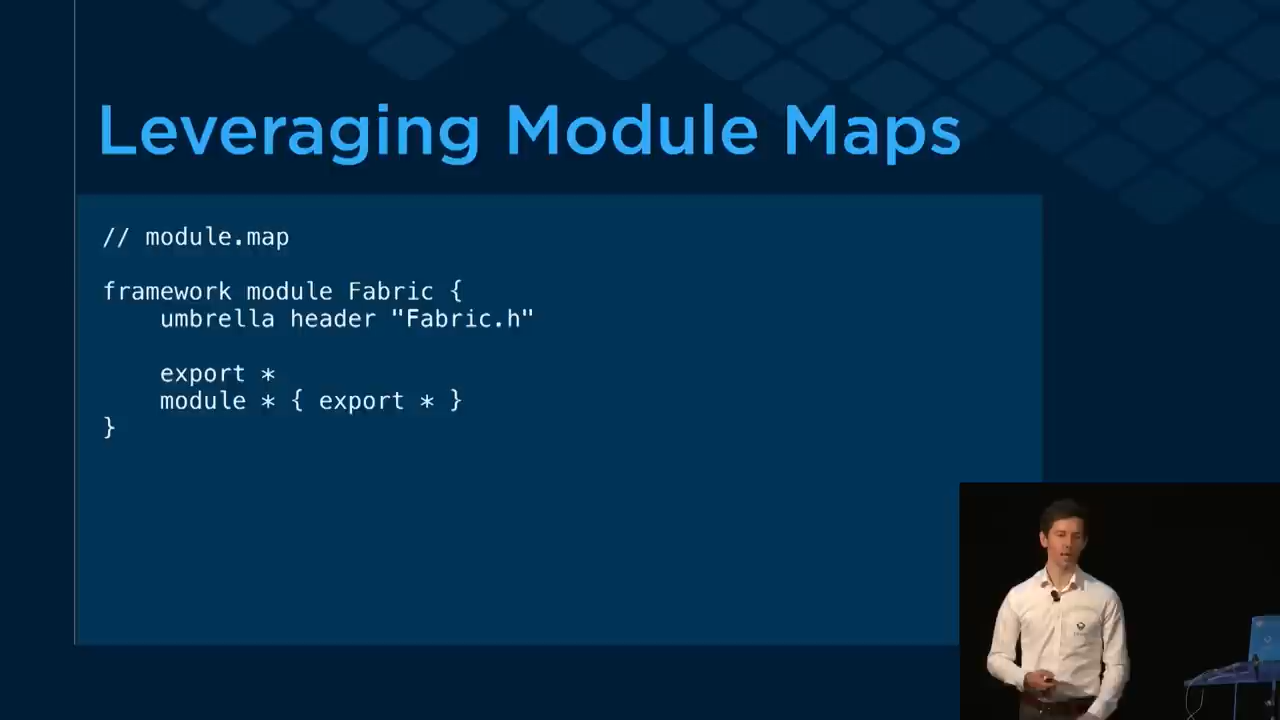 Leveraging Module Maps
// module.map
framework module Fabric {
umbrella header "Fabric.h"
export *
module * { export * }
}